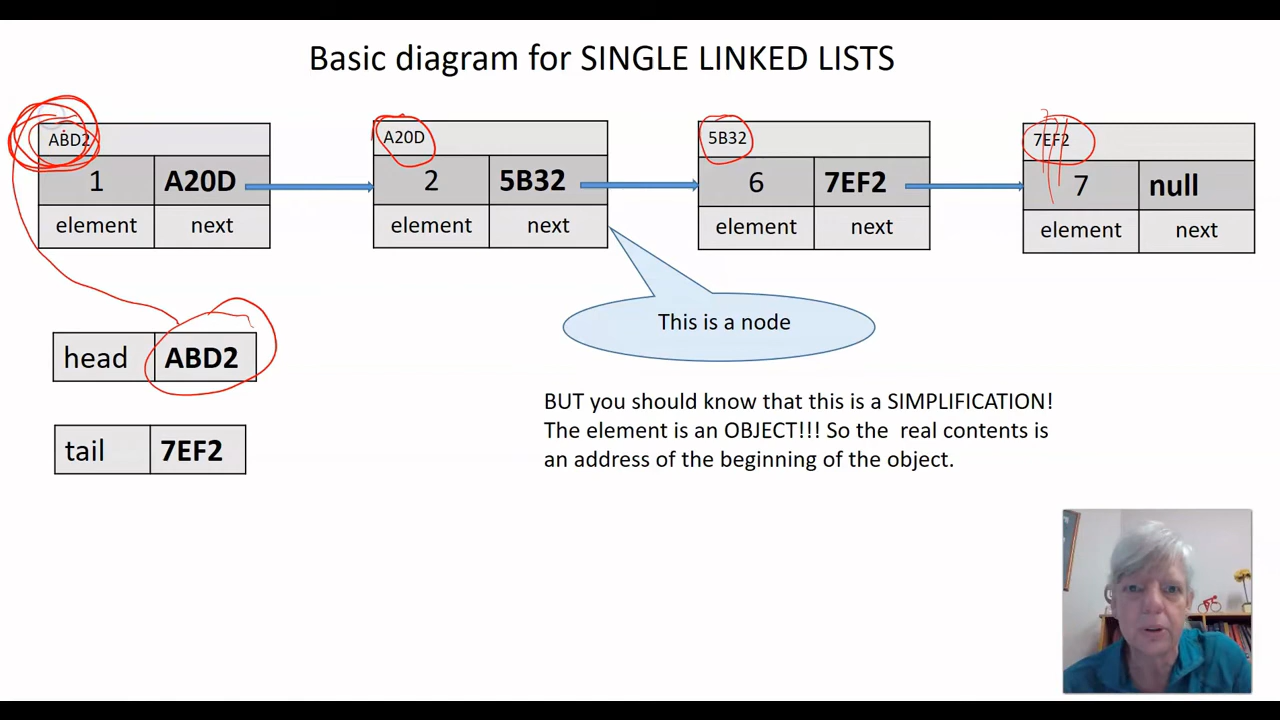 Basic diagram for SINGLE LINKED LISTS
ABD2 A20D 5B32 7EF2
1 A20D 2 5B32 6 7EF2 7 null
element next element next element next element next
This is a node
head ABD2
BUT you should know that this is a SIMPLIFICATION!
The element is an OBJECT!!! So the real contents is
an address of the beginning of the object.
tail 7EF2